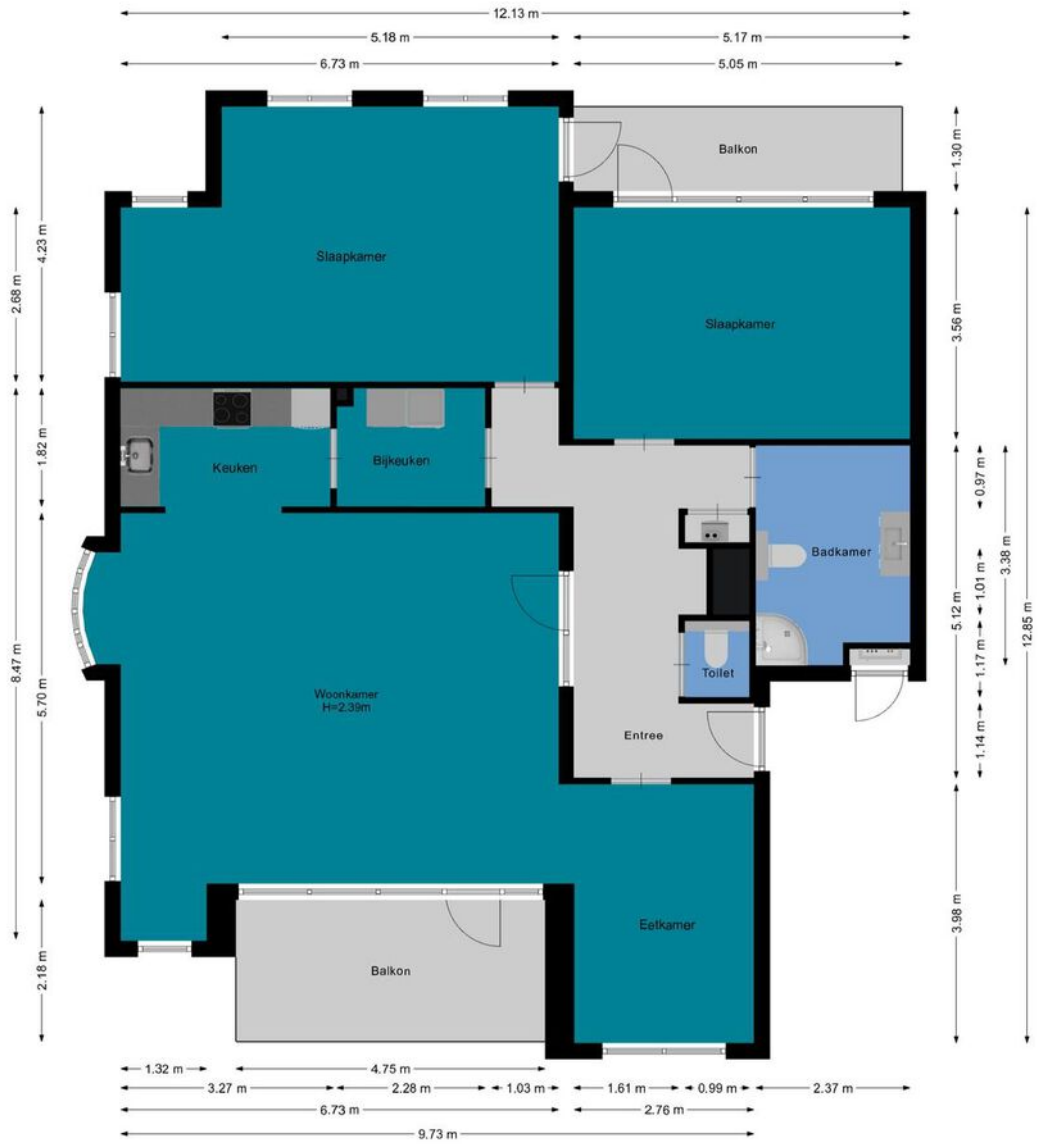 12.13 m
5.18 m
5.17 m
6.73 m
5.05 m
Balkon
1.30 m
4.23 m
2.68 m
Slaapkamer
Slaapkamer
3.56 m
1.82 m
Keuken
Bijkeuken
0.97 m
Badkamer
3.38 m
1.01 m
5.12 m
12.85 m
8.47 m
5.70 m
Woonkamer
H=2.39m
Toilet
1.17 m
Entree
1.14 m
Eetkamer
3.98 m
Balkon
2.18 m
1.32 m
4.75 m
3.27 m
2.28 m
1.03 m
1.61 m
0.99 m
2.37 m
6.73 m
2.76 m
9.73 m